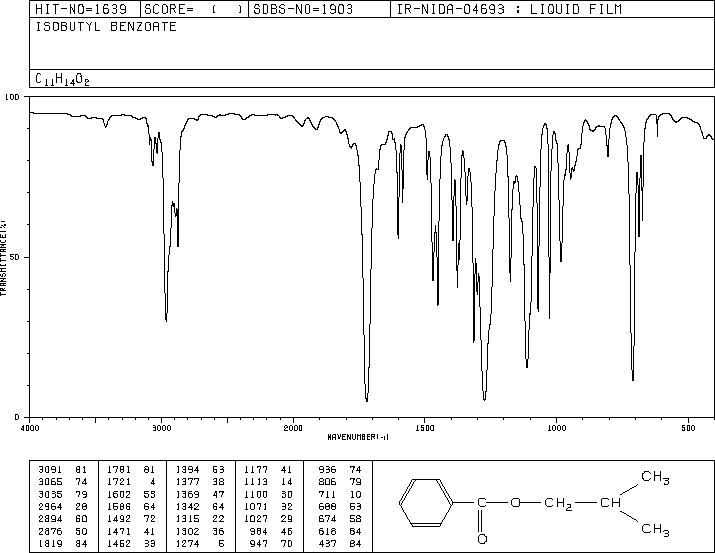 HIT-NO=1639 SCORE= ( ) SDBS-NO=1903 IR-NIDA-04693 : LIQUID FILM
ISOBUTYL BENZOATE
C11H14O2
100
50
0
TRANSMITTANCE(%)
4000 3000 2000 1500 1000 500
WAVENUMBER(-1)
3091 81 1781 81 1394 53 1177 41 936 74
3065 74 1721 4 1377 38 1113 14 806 79
3035 79 1602 55 1369 47 1100 30 711 10
2964 28 1586 64 1342 64 1071 32 688 53
2894 60 1492 72 1315 22 1027 29 674 58
2876 50 1471 41 1302 36 984 46 618 84
1819 84 1452 33 1274 5 947 70 437 84
CH3
C O CH2 CH
O CH3